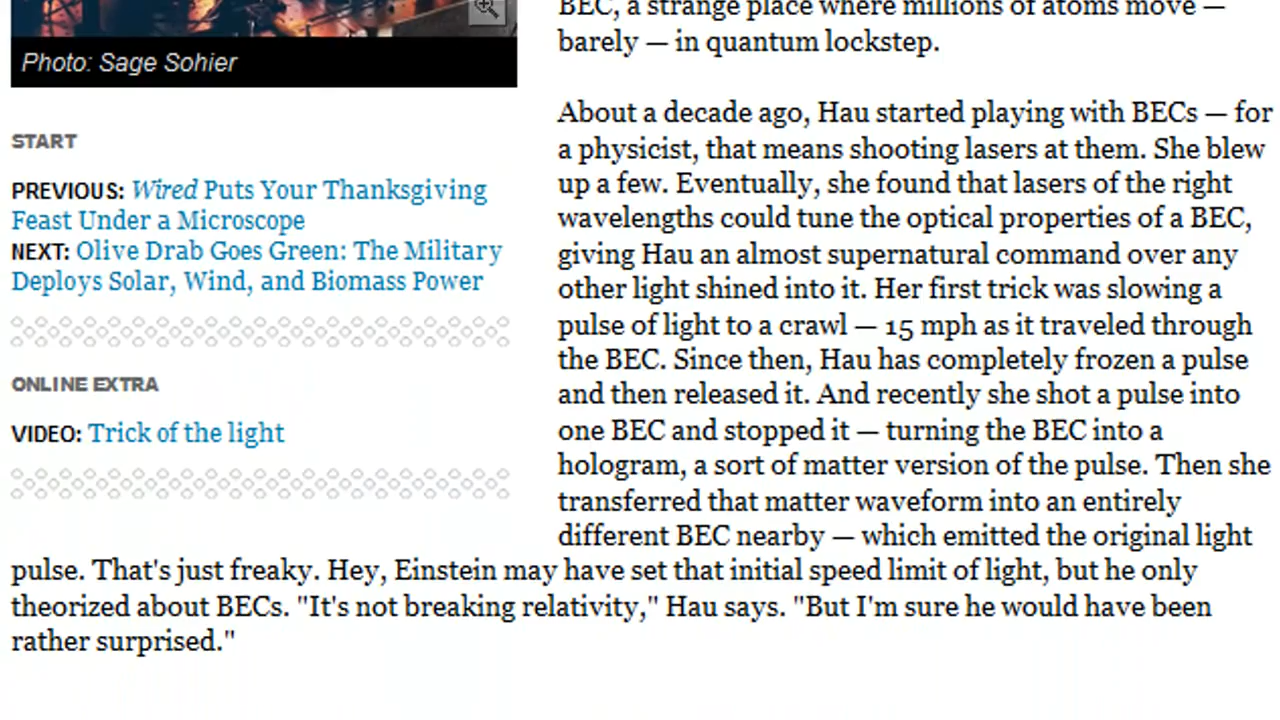 Photo: Sage Sohier
START
PREVIOUS: Wired Puts Your Thanksgiving
Feast Under a Microscope
NEXT: Olive Drab Goes Green: The Military
Deploys Solar, Wind, and Biomass Power
ONLINE EXTRA
VIDEO: Trick of the light
BEC, a strange place where millions of atoms move —
barely — in quantum lockstep.
About a decade ago, Hau started playing with BECs — for
a physicist, that means shooting lasers at them. She blew
up a few. Eventually, she found that lasers of the right
wavelengths could tune the optical properties of a BEC,
giving Hau an almost supernatural command over any
other light shined into it. Her first trick was slowing a
pulse of light to a crawl — 15 mph as it traveled through
the BEC. Since then, Hau has completely frozen a pulse
and then released it. And recently she shot a pulse into
one BEC and stopped it — turning the BEC into a
hologram, a sort of matter version of the pulse. Then she
transferred that matter waveform into an entirely
different BEC nearby — which emitted the original light
pulse. That's just freaky. Hey, Einstein may have set that initial speed limit of light, but he only
theorized about BECs. "It's not breaking relativity," Hau says. "But I'm sure he would have been
rather surprised."